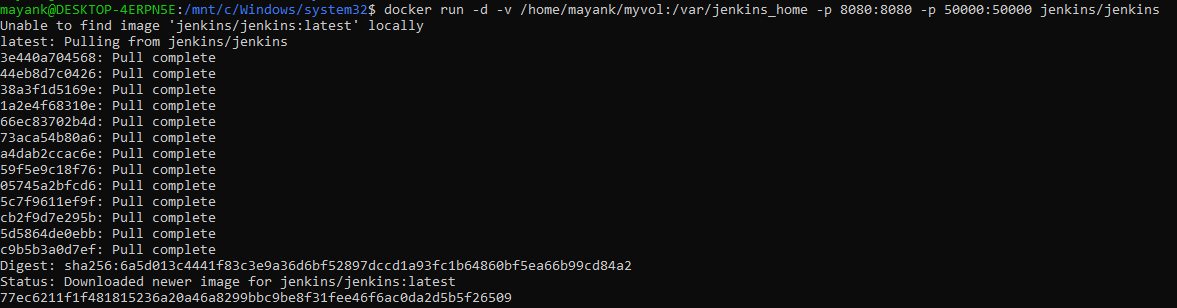 mayank@DESKTOP-4ERPN5E:/mnt/c/Windows/system32$ docker run -d -v /home/mayank/myvol:/var/jenkins_home -p 8080:8080 -p 50000:50000 jenkins/jenkins
Unable to find image 'jenkins/jenkins:latest' locally
latest: Pulling from jenkins/jenkins
3e440a704568: Pull complete
44eb8d7c0426: Pull complete
38a3f1d5169e: Pull complete
1a2e4f68310e: Pull complete
66ec83702b4d: Pull complete
73aca54b80a6: Pull complete
a4dab2ccac6e: Pull complete
59f5e9c18f76: Pull complete
05745a2bfcd6: Pull complete
5c7f9611ef9f: Pull complete
cb2f9d7e295b: Pull complete
5d5864de0ebb: Pull complete
c9b5b3a0d7ef: Pull complete
Digest: sha256:6a5d013c4441f83c3e9a36d6bf52897dccd1a93fc1b64860bf5ea66b99cd84a2
Status: Downloaded newer image for jenkins/jenkins:latest
77ec6211f1f481815236a20a46a8299bbc9be8f31fee46f6ac0da2d5b5f26509